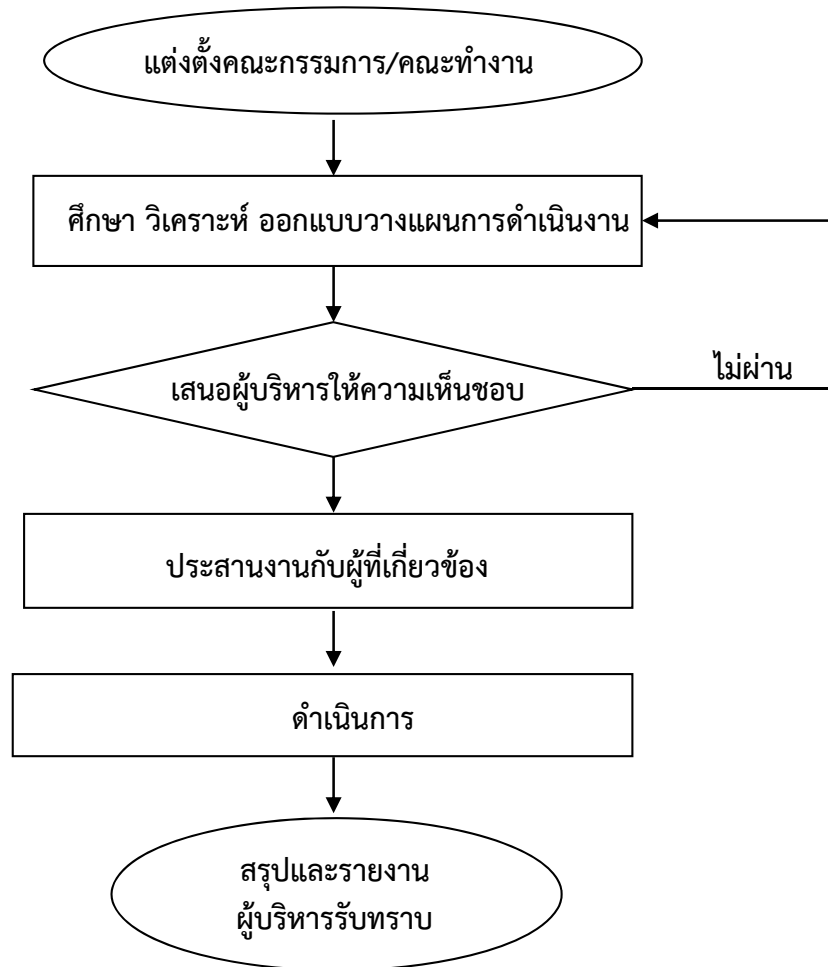 แต่งตั้งคณะกรรมการ/คณะทำงาน
ศึกษา วิเคราะห์ ออกแบบวางแผนการดำเนินงาน
ไม่ผ่าน
เสนอผู้บริหารให้ความเห็นชอบ
ประสานงานกับผู้ที่เกี่ยวข้อง
ดำเนินการ
สรุปและรายงาน
ผู้บริหารรับทราบ